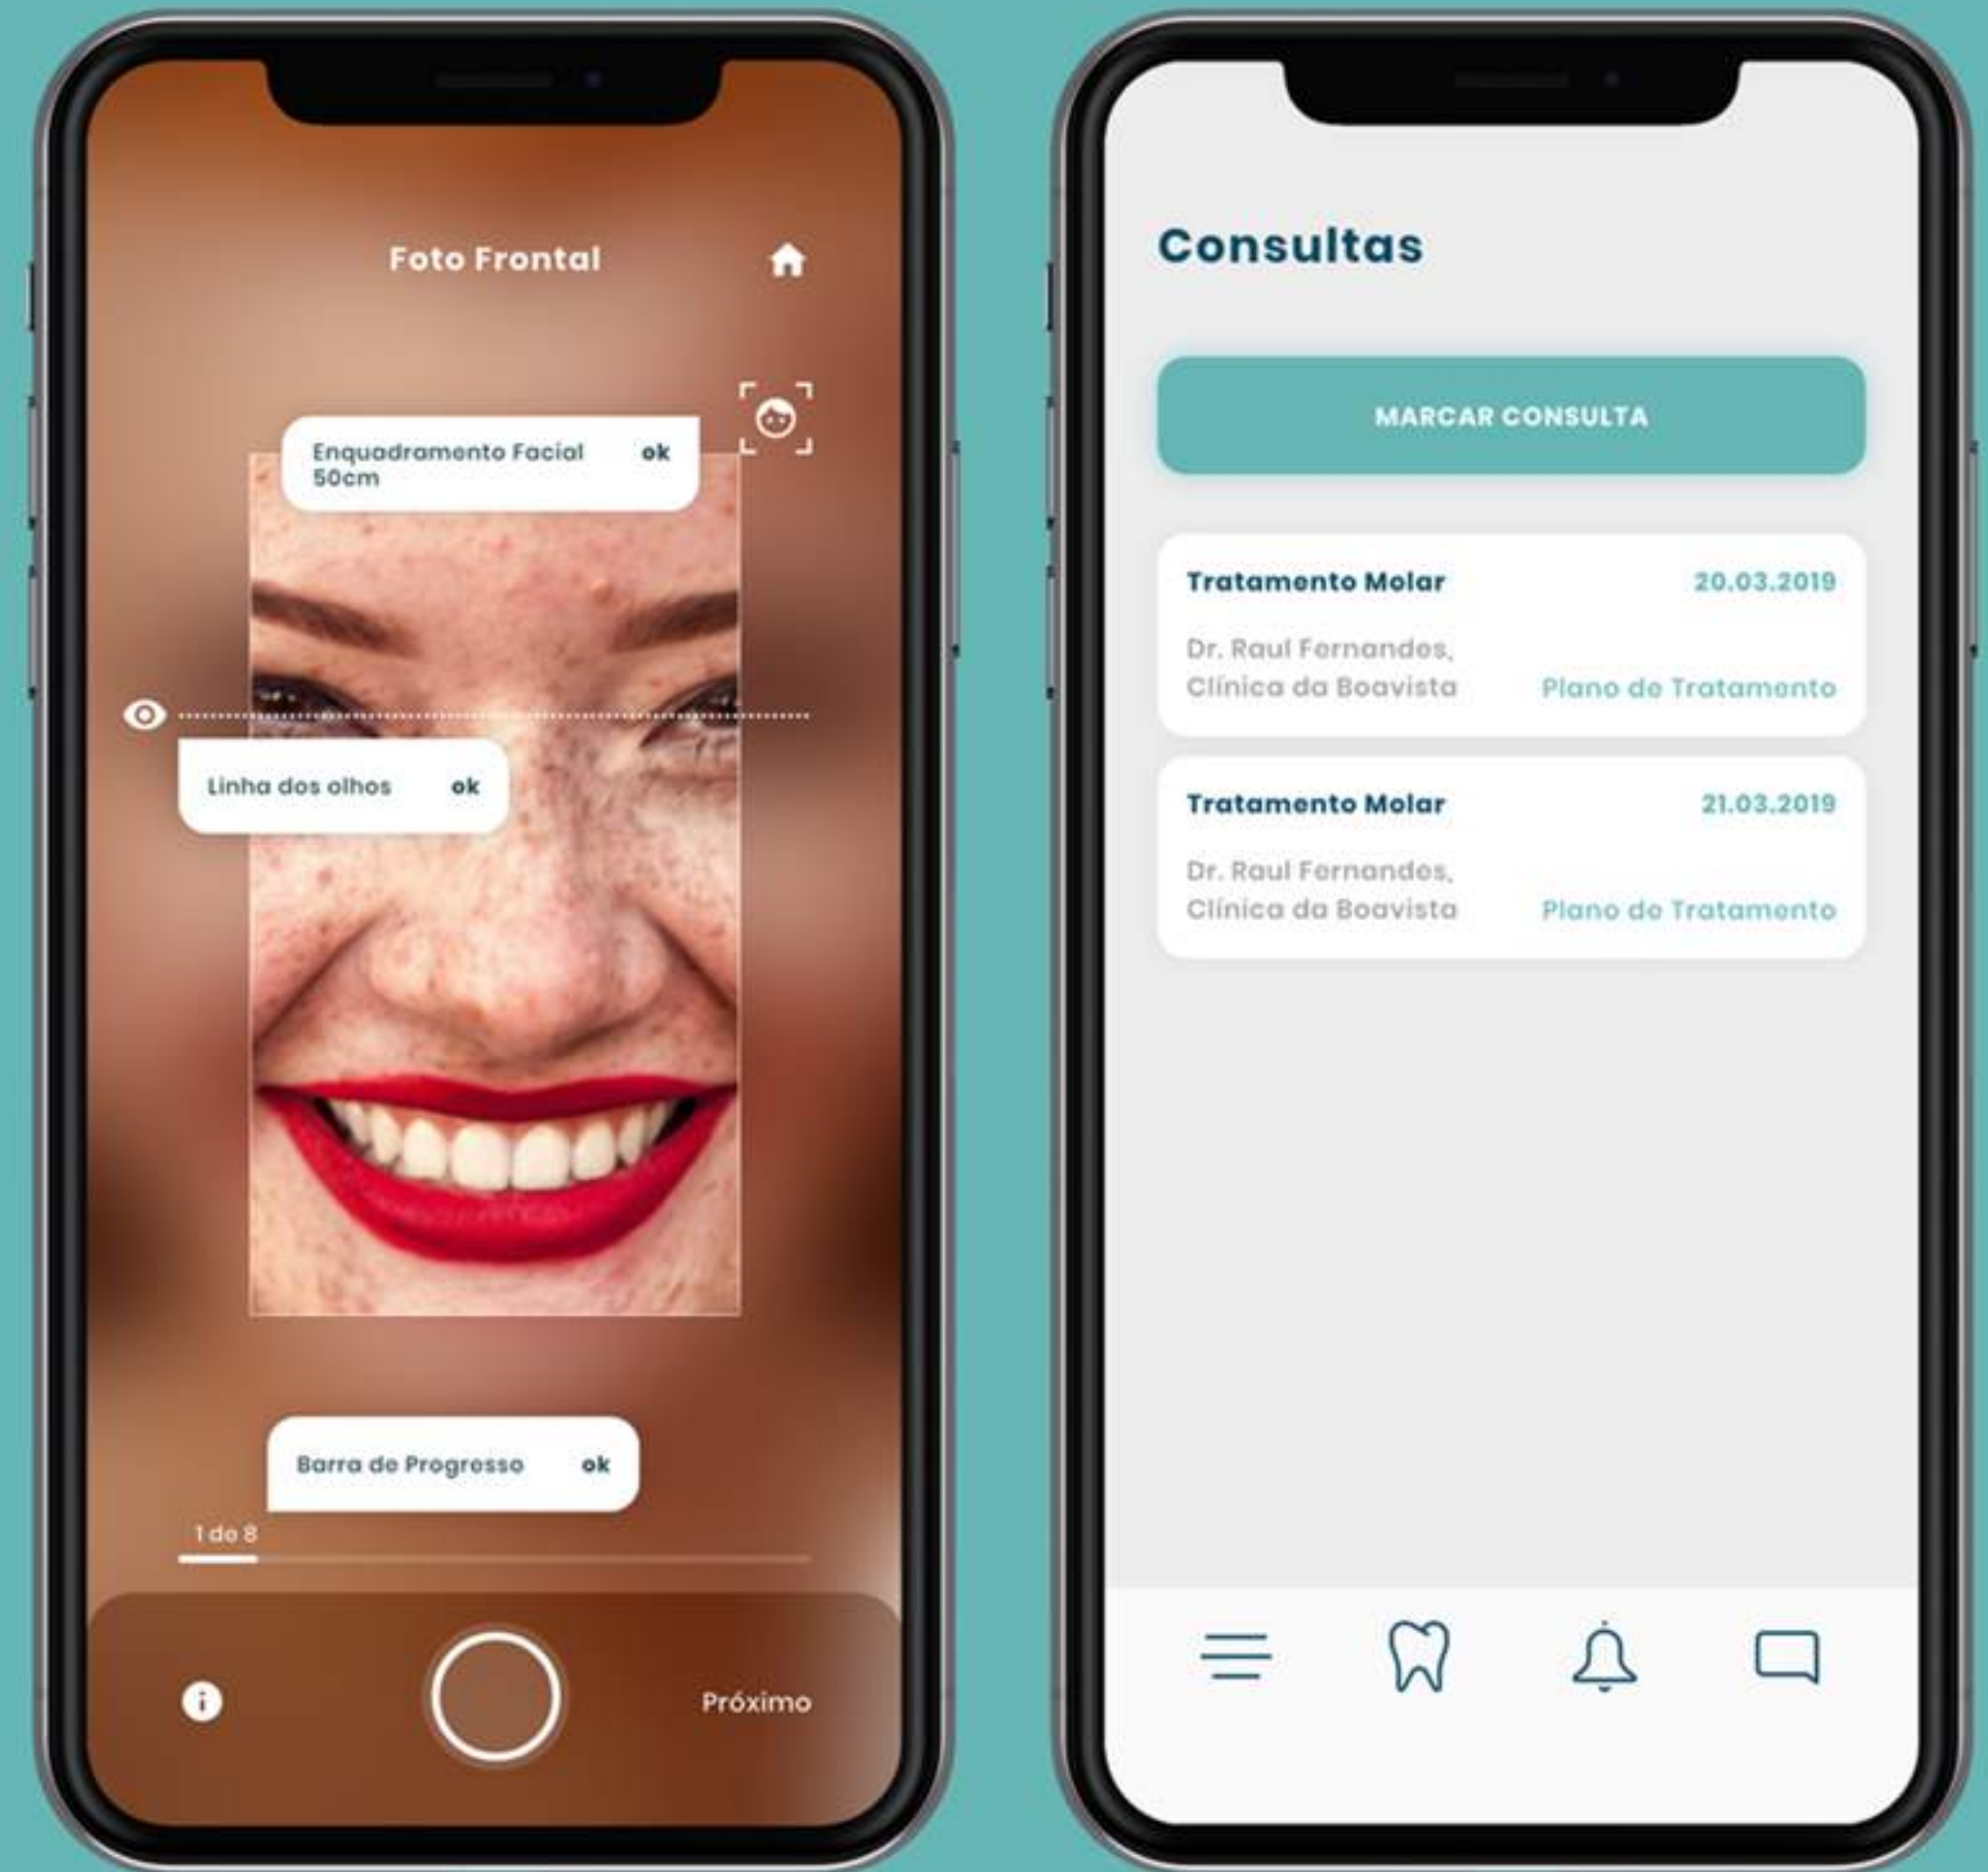 Foto Frontal
Enquadramento Facial ok
50cm
Linha dos olhos ok
Barra de Progresso ok
1 de 8
Próximo
Consultas
MARCAR CONSULTA
Tratamento Molar 20.03.2019
Dr. Raul Fernandes,
Clínica da Boavista Plano de Tratamento
Tratamento Molar 21.03.2019
Dr. Raul Fernandes,
Clínica da Boavista Plano de Tratamento